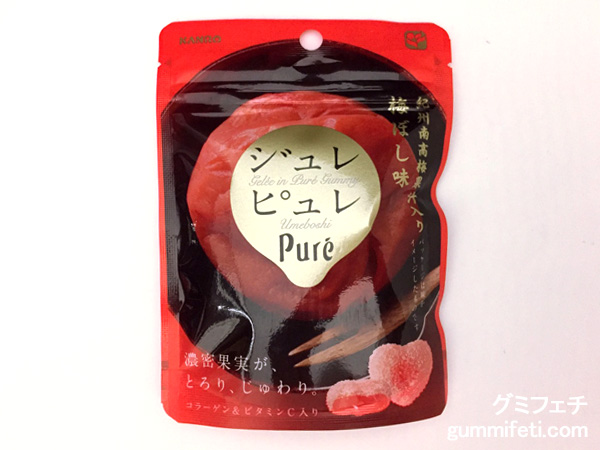 KANRO
紀州南高梅果汁入り
梅ぼし味
ジュレ
Gelée in Puré Gummy
ピュレ
Umeboshi
Puré
濃密果実が、
とろり、じゅわり。
コラーゲン&ビタミンC入り
グミフェチ
gummifeti.com